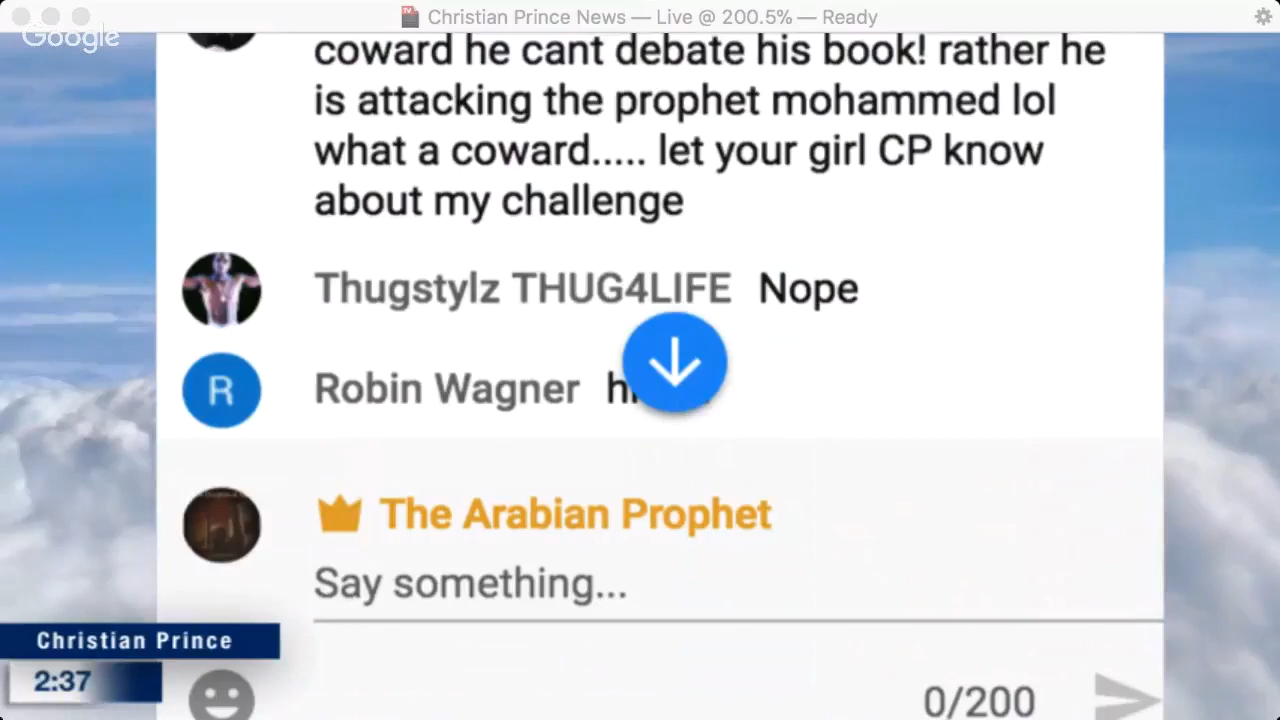 Christian Prince News — Live @ 200.5% — Ready
Google
coward he cant debate his book! rather he
is attacking the prophet mohammed lol
what a coward..... let your girl CP know
about my challenge
Thugstylz THUG4LIFE Nope
R Robin Wagner
The Arabian Prophet
Say something...
Christian Prince
2:37
0/200